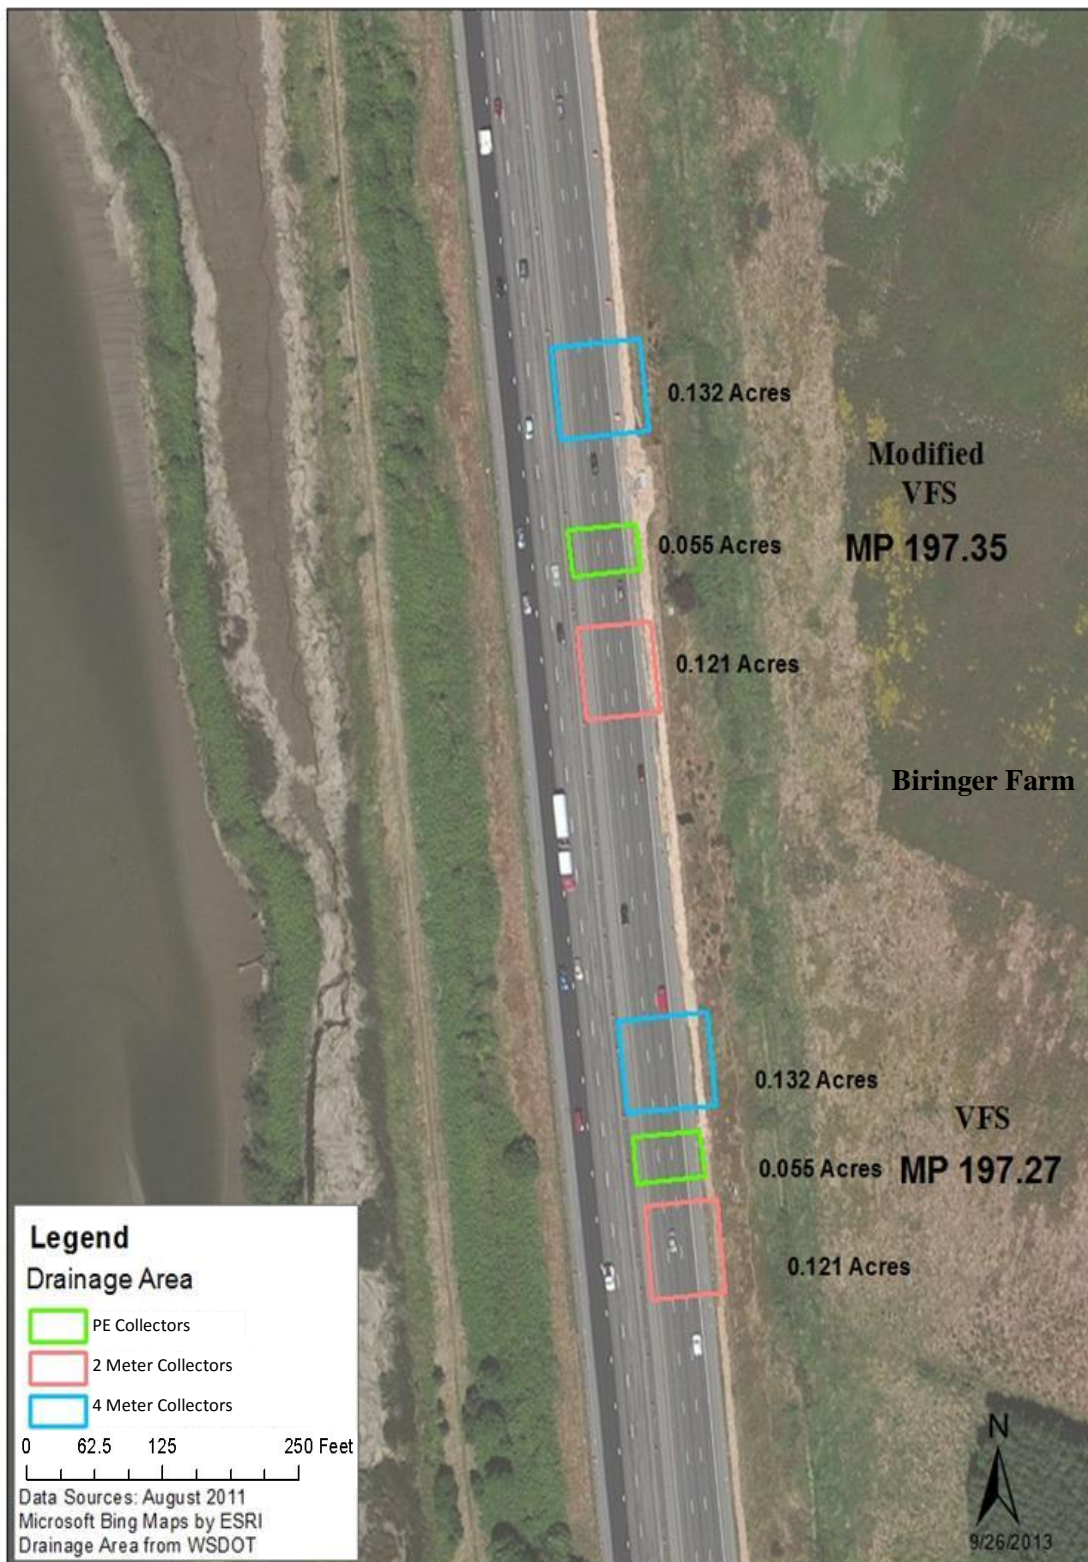 0.132 Acres
Modified
VFS
0.055 Acres
MP 197.35
0.121 Acres
Biringer Farm
0.132 Acres
VFS
0.055 Acres
MP 197.27
0.121 Acres
Legend
Drainage Area
PE Collectors
2 Meter Collectors
4 Meter Collectors
0 62.5 125 250 Feet
Data Sources: August 2011
Microsoft Bing Maps by ESRI
Drainage Area from WSDOT
N
9/26/2013